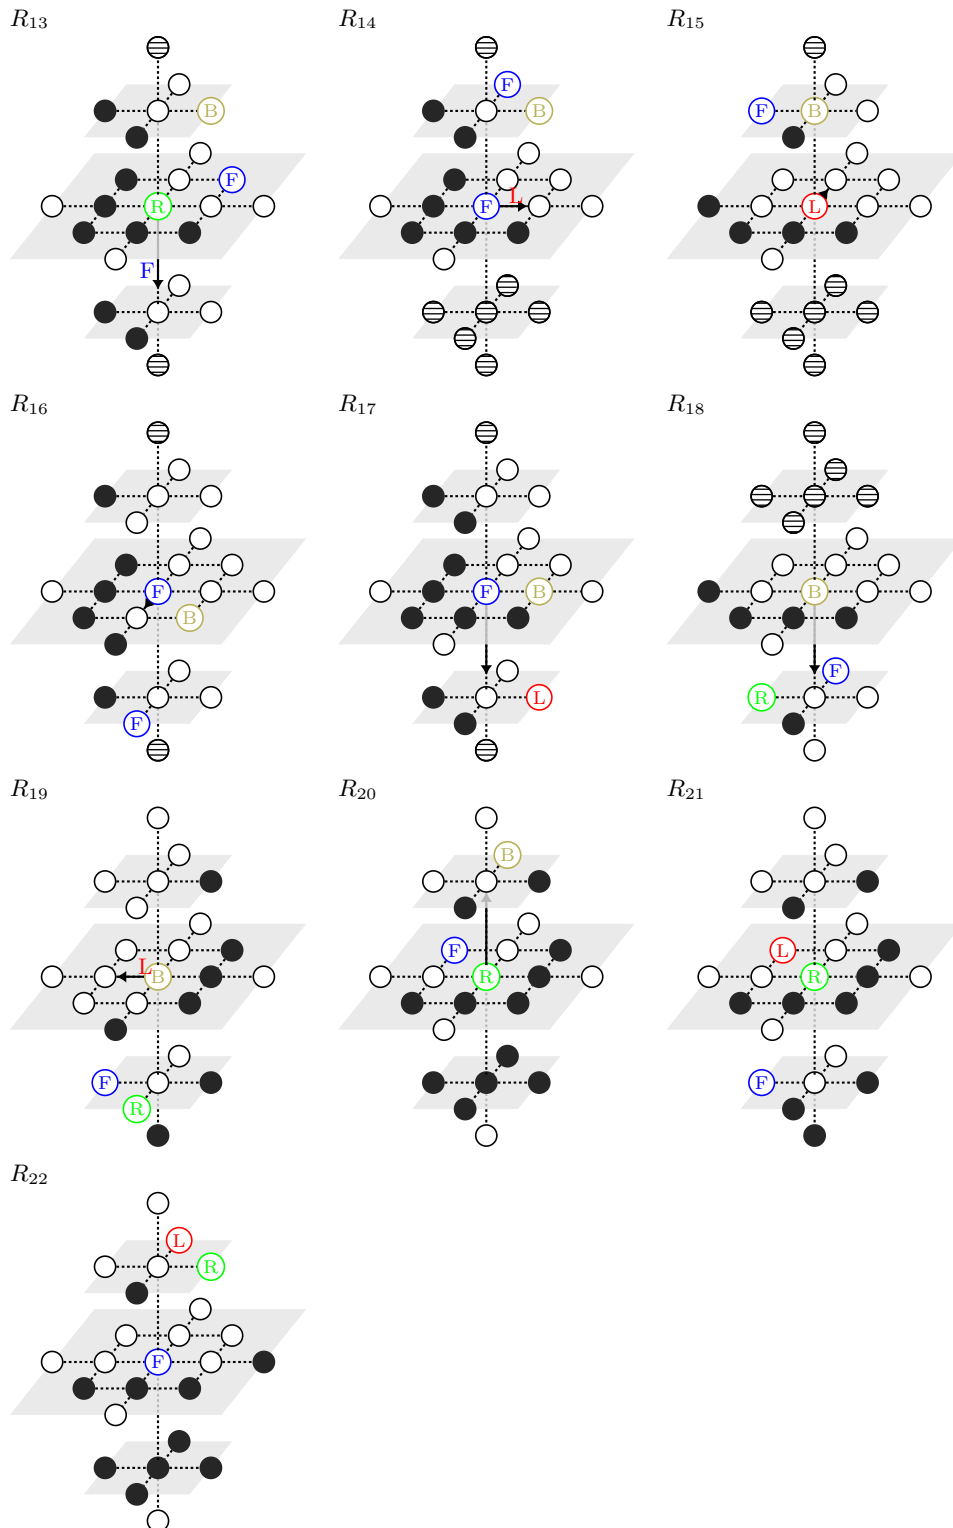 R13 R14 R15
B F B F B
R F F L L
F
R16 R17 R18
F B F B B
F L R F
R19 R20 R21
B
L B F R L R
F R F
R22
L
R
F